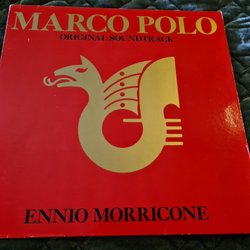 MARCO POLO
ORIGINAL SOUNDTRACK
ENNIO MORRICONE